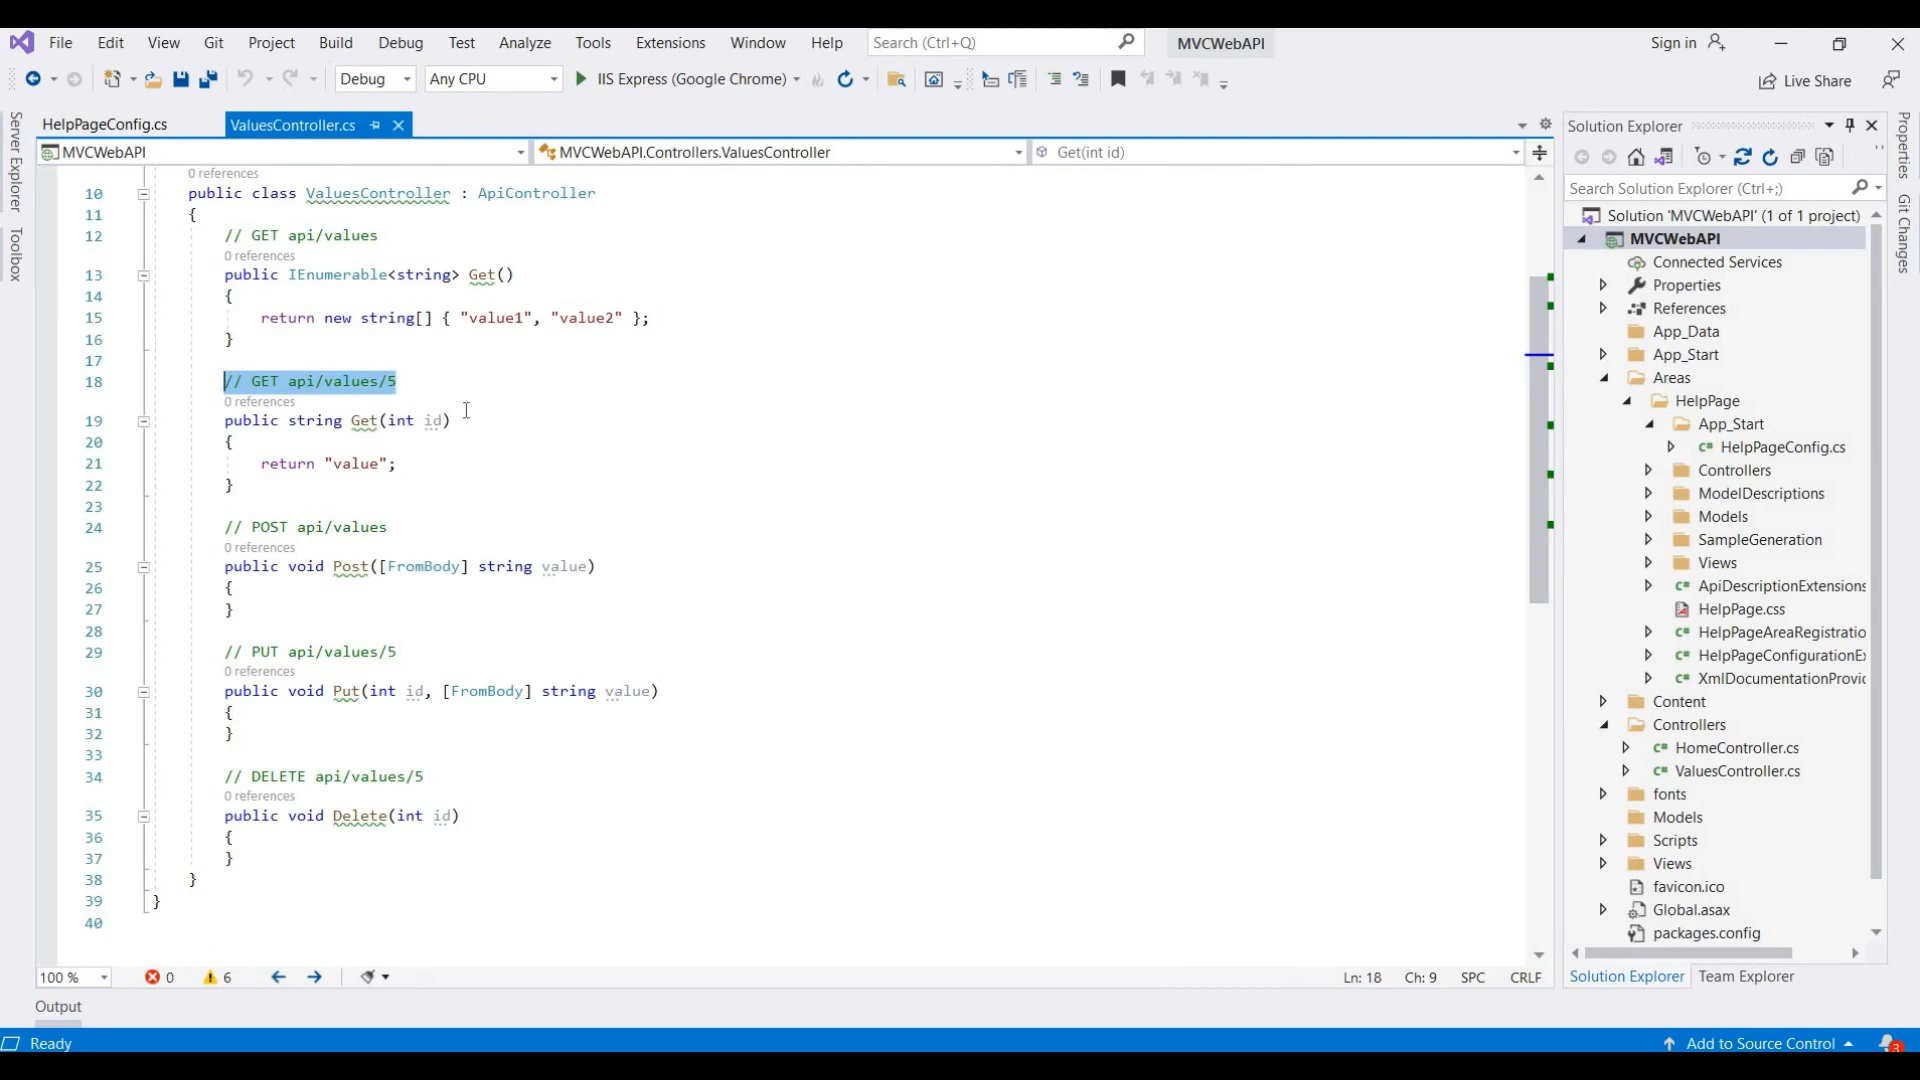 File Edit View Git Project Build Debug Test Analyze Tools Extensions Window Help Search (Ctrl+Q) MVCWebAPI Sign in
Debug Any CPU IIS Express (Google Chrome) Live Share
HelpPageConfig.cs ValuesController.cs
MVCWebAPI MVCWebAPI.Controllers.ValuesController Get(int id)
Server Explorer
Toolbox
0 references
10 public class ValuesController : ApiController
11 {
12 // GET api/values
0 references
13 public IEnumerable<string> Get()
14 {
15 return new string[] { "value1", "value2" };
16 }
17
18 // GET api/values/5
0 references
19 public string Get(int id)
20 {
21 return "value";
22 }
23
24 // POST api/values
0 references
25 public void Post([FromBody] string value)
26 {
27 }
28
29 // PUT api/values/5
0 references
30 public void Put(int id, [FromBody] string value)
31 {
32 }
33
34 // DELETE api/values/5
0 references
35 public void Delete(int id)
36 {
37 }
38 }
39 }
40
100 % 0 6 Ln: 18 Ch: 9 SPC CRLF
Output
Solution Explorer
Search Solution Explorer (Ctrl+;)
Solution 'MVCWebAPI' (1 of 1 project)
MVCWebAPI
Connected Services
Properties
References
App_Data
App_Start
Areas
HelpPage
App_Start
HelpPageConfig.cs
Controllers
ModelDescriptions
Models
SampleGeneration
Views
ApiDescriptionExtensions
HelpPage.css
HelpPageAreaRegistratio
HelpPageConfigurationEx
XmlDocumentationProvic
Content
Controllers
HomeController.cs
ValuesController.cs
fonts
Models
Scripts
Views
favicon.ico
Global.asax
packages.config
Solution Explorer Team Explorer
Properties
Git Changes
Ready Add to Source Control 3